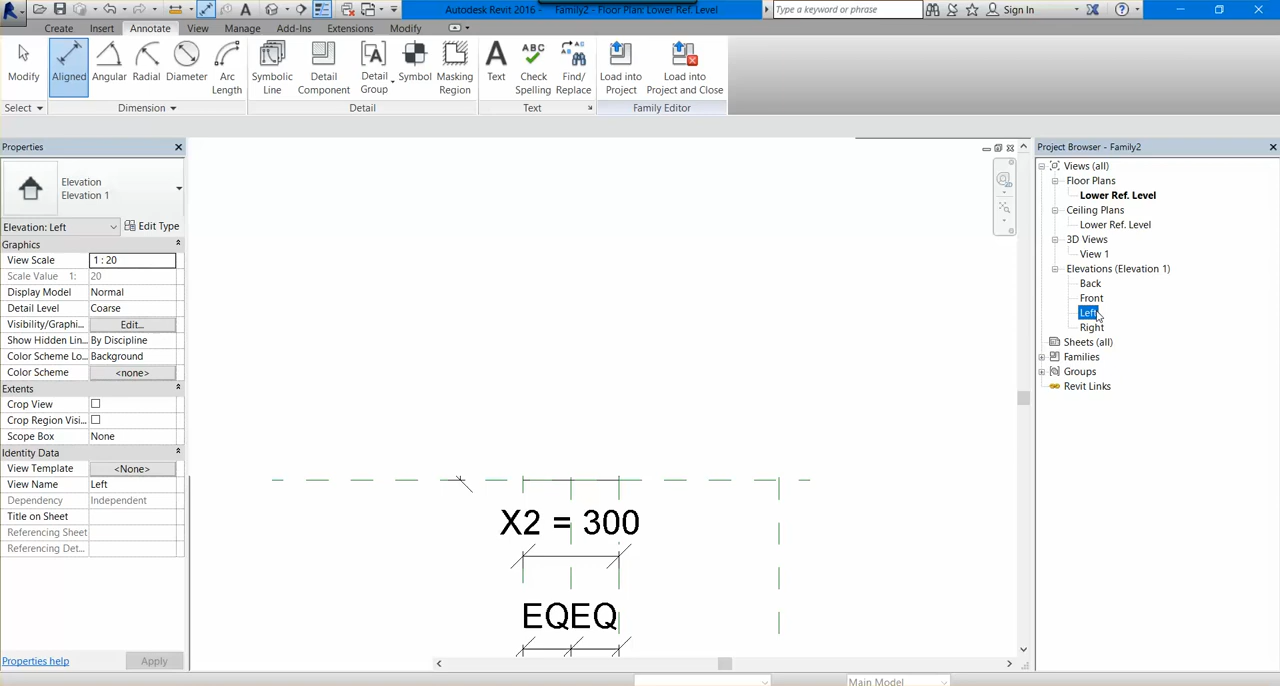 Autodesk Revit 2016 - Family2 - Floor Plan: Lower Ref. Level
Type a keyword or phrase
Sign In
Create Insert Annotate View Manage Add-Ins Extensions Modify
Modify
Aligned
Angular
Radial
Diameter
Arc
Length
Symbolic
Line
Detail
Component
Detail
Group
Symbol
Masking
Region
Text
ABC
Check
Spelling
Find/
Replace
Load into
Project
Load into
Project and Close
Select
Dimension
Detail
Text
Family Editor
Properties
Elevation
Elevation 1
Elevation: Left
Edit Type
Graphics
View Scale 1 : 20
Scale Value 1: 20
Display Model Normal
Detail Level Coarse
Visibility/Graphi... Edit...
Show Hidden Lin... By Discipline
Color Scheme Lo... Background
Color Scheme <none>
Extents
Crop View
Crop Region Visi...
Scope Box None
Identity Data
View Template <None>
View Name Left
Dependency Independent
Title on Sheet
Referencing Sheet
Referencing Det...
Properties help
Apply
X2 = 300
EQEQ
Project Browser - Family2
Views (all)
Floor Plans
Lower Ref. Level
Ceiling Plans
Lower Ref. Level
3D Views
View 1
Elevations (Elevation 1)
Back
Front
Left
Right
Sheets (all)
Families
Groups
Revit Links
Main Model